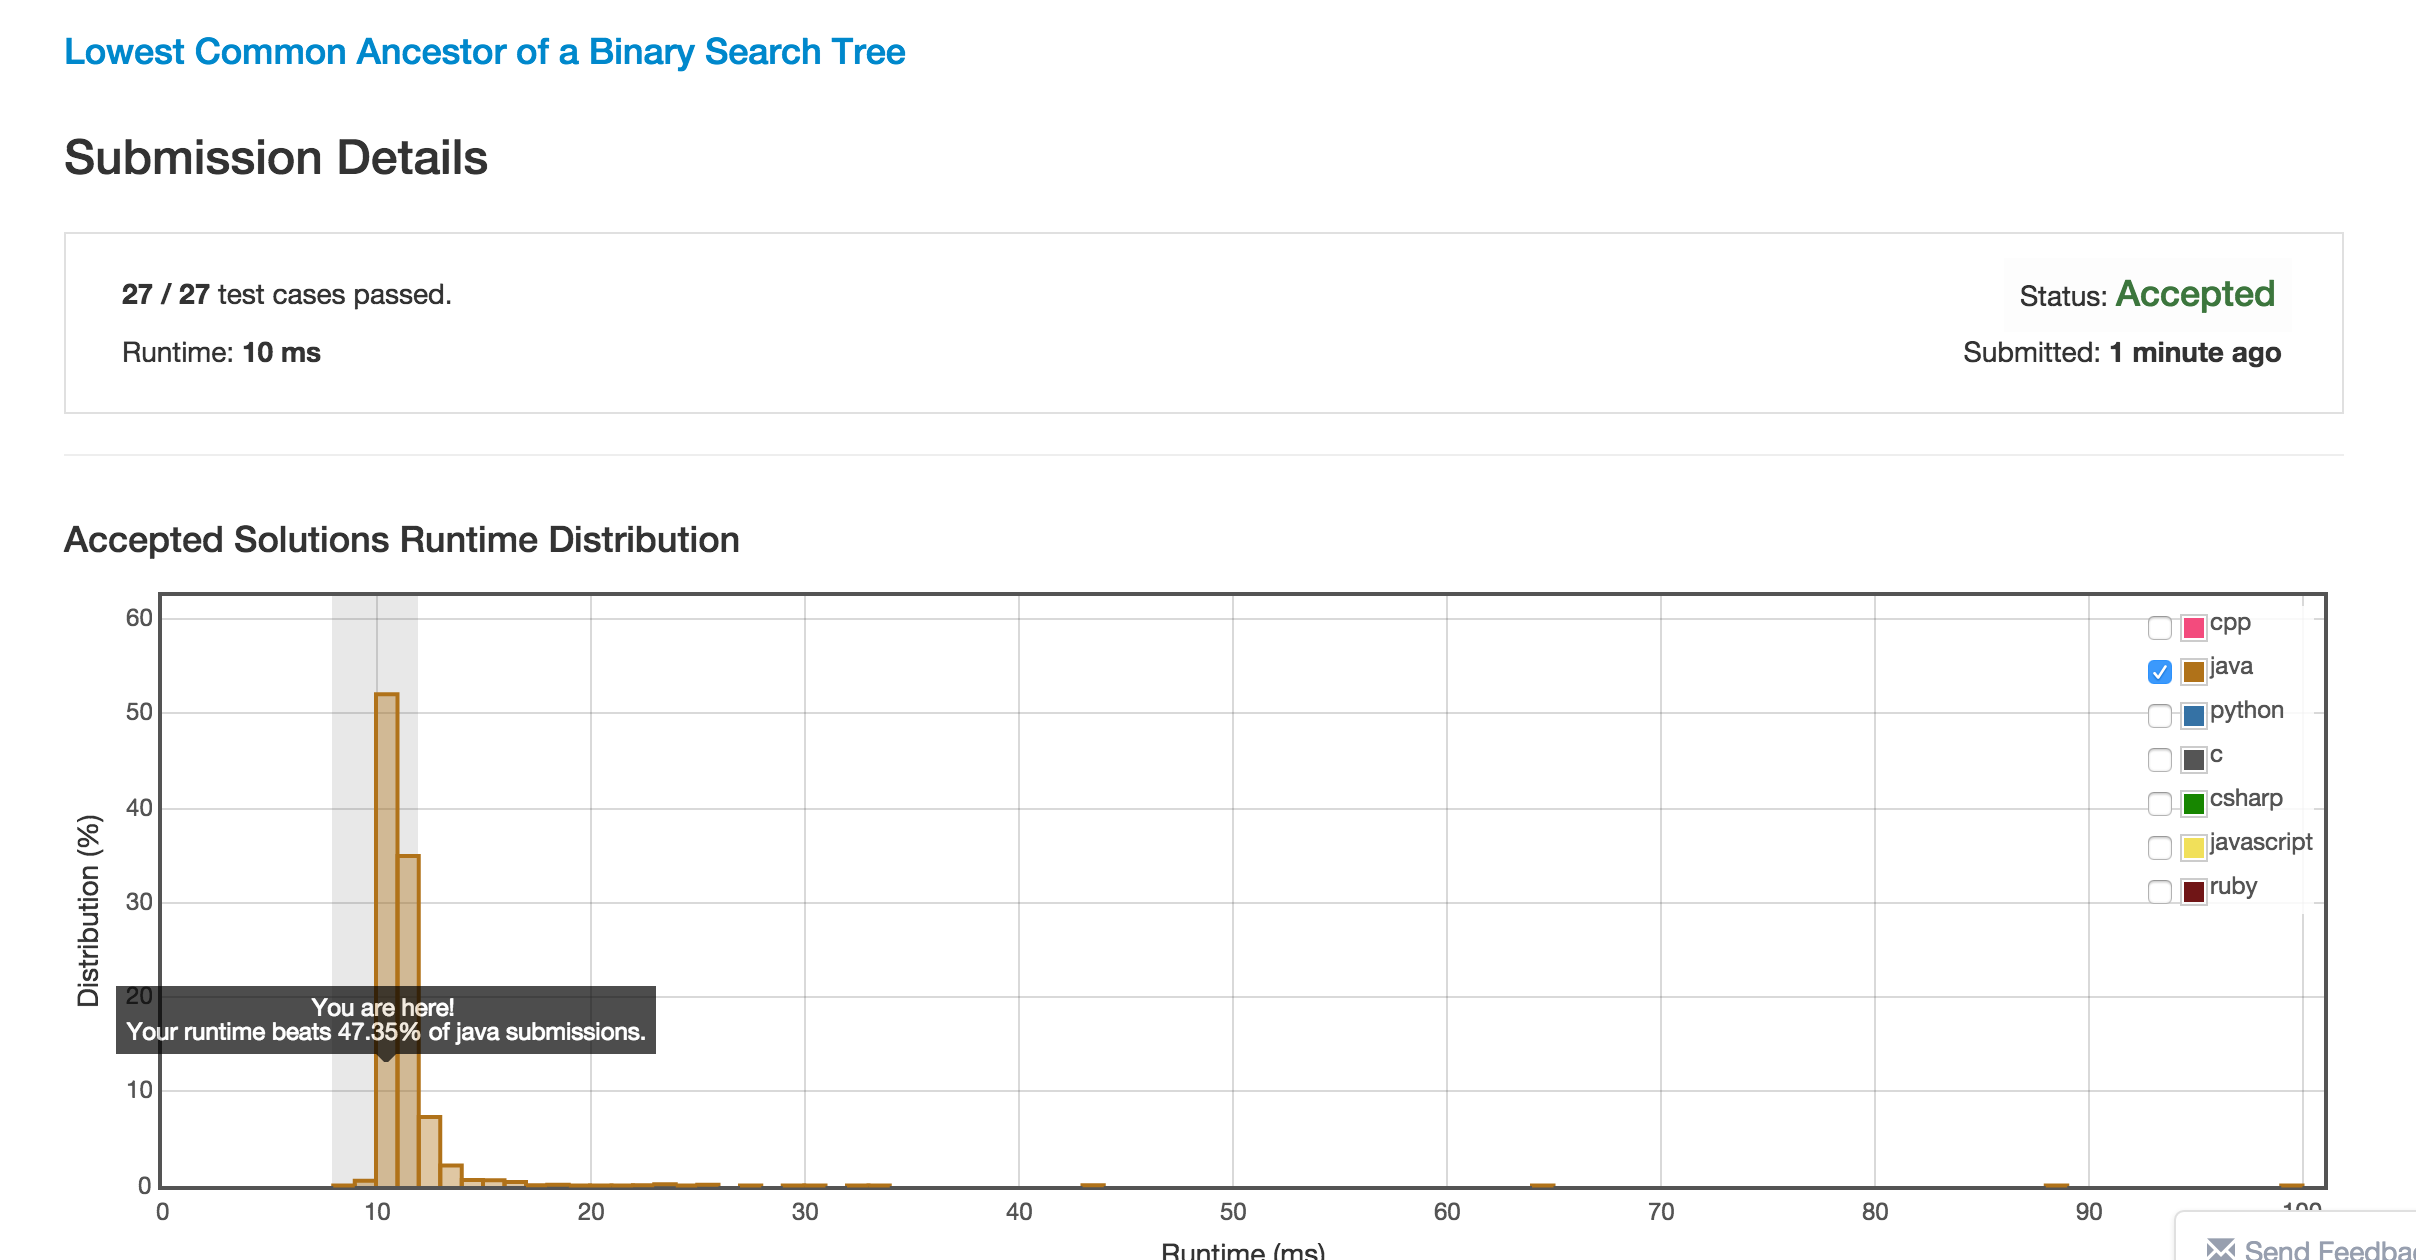 Lowest Common Ancestor of a Binary Search Tree
Submission Details
27 / 27 test cases passed.
Status: Accepted
Runtime: 10 ms
Submitted: 1 minute ago
Accepted Solutions Runtime Distribution
Distribution (%)
60
50
40
30
20
10
0
cpp
java
python
c
csharp
javascript
ruby
You are here!
Your runtime beats 47.35% of java submissions.
0 10 20 30 40 50 60 70 80 90 100
Runtime (ms)
Send Feedba